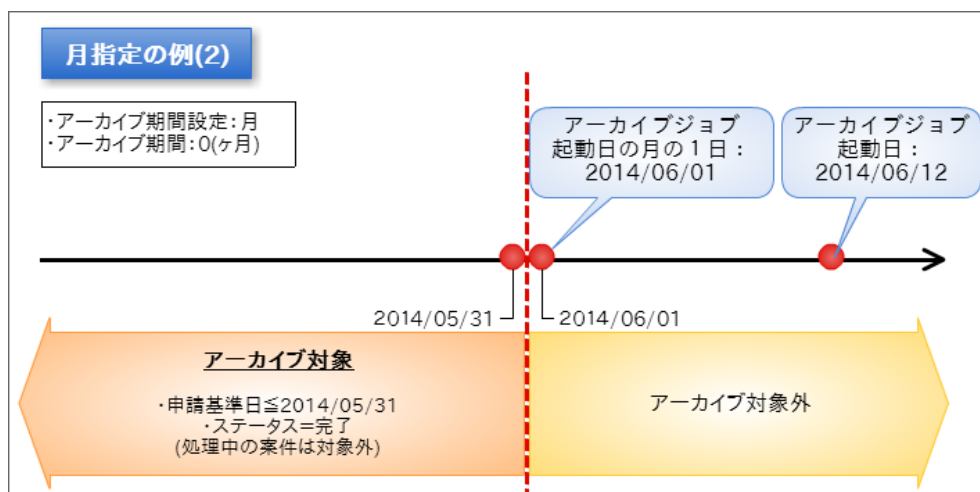 月指定の例(2)
・アーカイブ期間設定:月
・アーカイブ期間:0(ヶ月)
アーカイブジョブ
起動日の月の1日:
2014/06/01
アーカイブジョブ
起動日:
2014/06/12
2014/05/31
2014/06/01
アーカイブ対象
・申請基準日≦2014/05/31
・ステータス=完了
(処理中の案件は対象外)
アーカイブ対象外